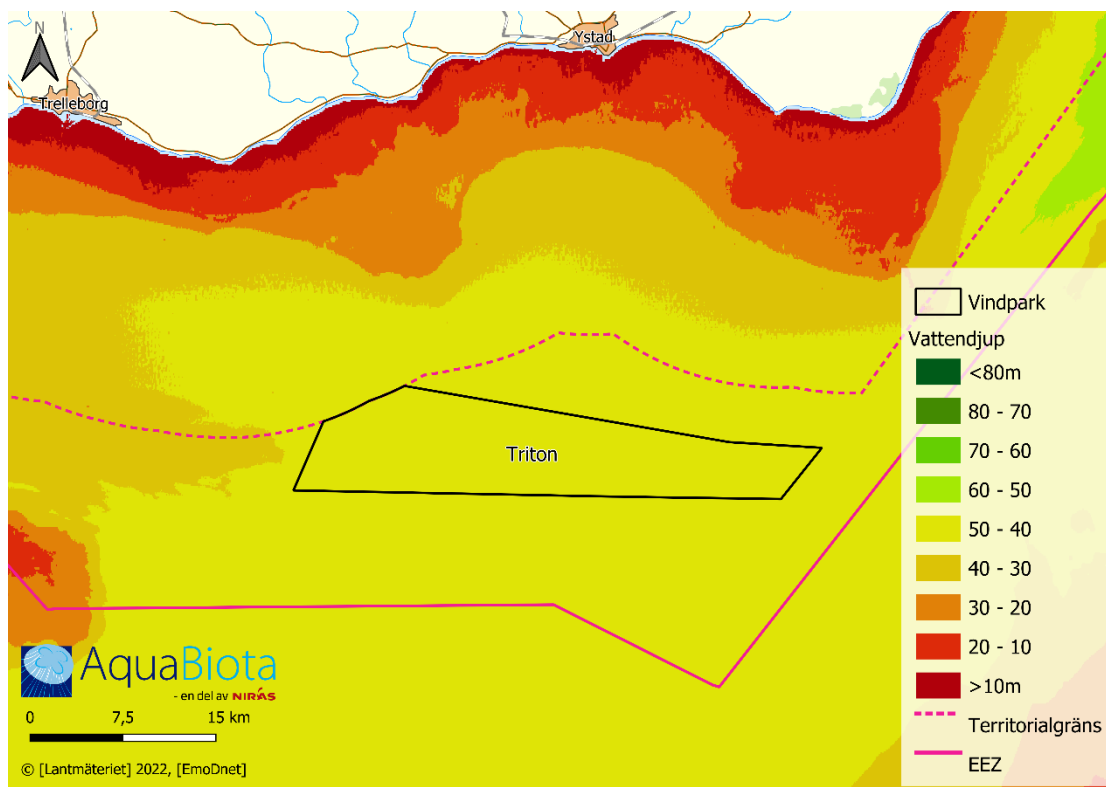 N
Ystad
Trelleborg
Triton
Vindpark
Vattendjup
<80m
80 - 70
70 - 60
60 - 50
50 - 40
40 - 30
30 - 20
20 - 10
>10m
Territorialgräns
EEZ
AquaBiota
- en del av NIRÁS
0 7,5 15 km
© [Lantmäteriet] 2022, [EmoDnet]